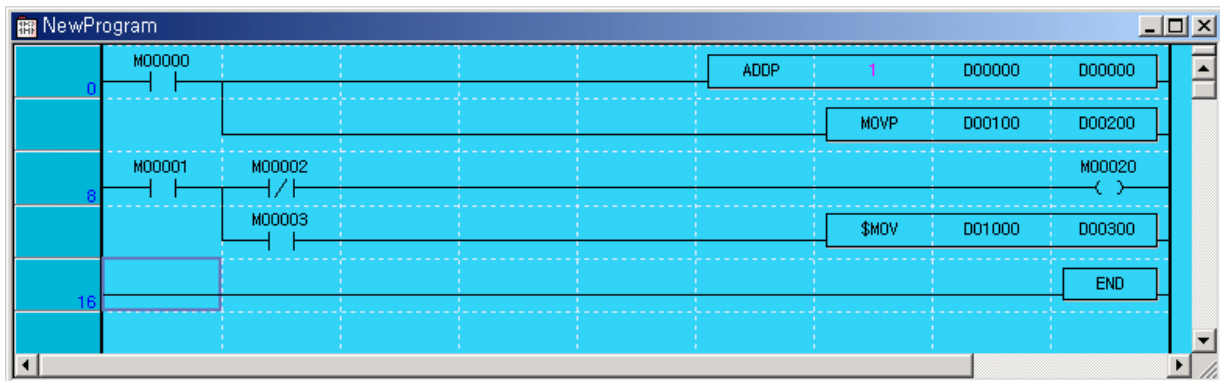 NewProgram
M00000
0 ADDP 1 D00000 D00000
MOVP D00100 D00200
M00001 M00002 M00020
8
M00003
$MOV D01000 D00300
END
16